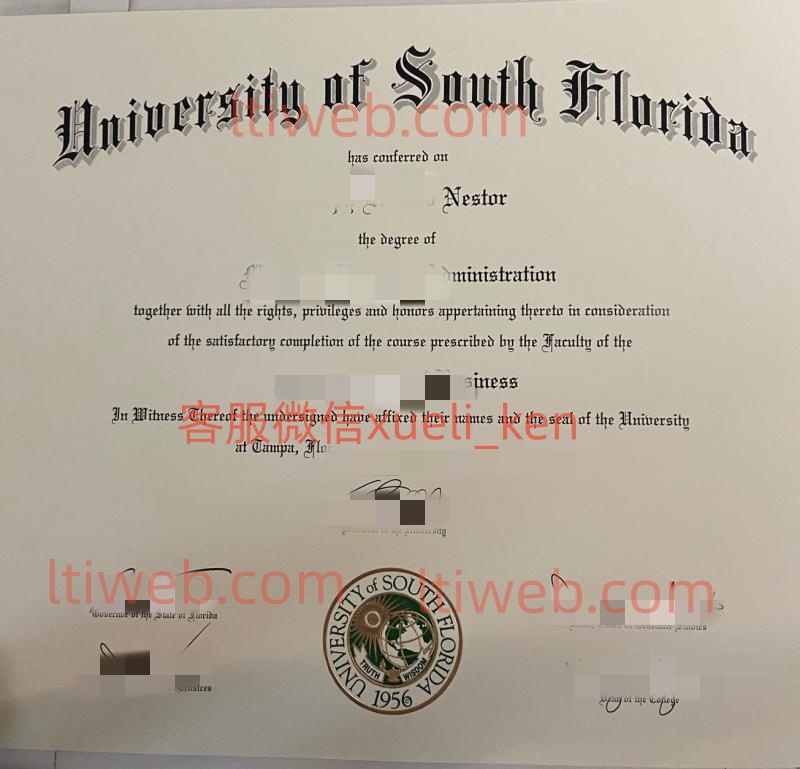 University of South Florida
ltiweb.com
has conferred on
Nestor
the degree of
together with all the rights, privileges and honors appertaining thereto in consideration
of the satisfactory completion of the course prescribed by the Faculty of the
In Witness Thereof the undersigned have affixed their names and the seal of the University
客服微信xueli_ken
at Tampa,
President of the University
ltiweb.com
ltiweb.com
Governor of the State of Florida
UNIVERSITY of SOUTH FLORIDA
TRUTH WISDOM
1956
Dean of the College